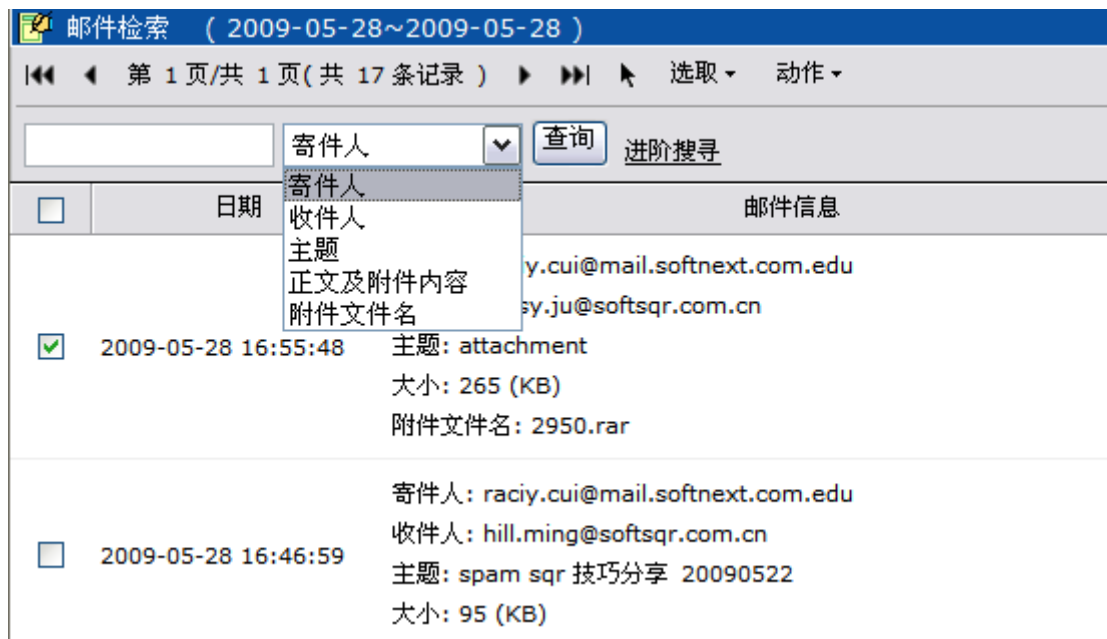 邮件检索 ( 2009-05-28~2009-05-28 )
第 1 页/共 1 页( 共 17 条记录 ) 选取 动作
寄件人 查询 进阶搜寻
寄件人
收件人
主题
正文及附件内容
附件文件名
日期 邮件信息
y.cui@mail.softnext.com.edu
sy.ju@softsqr.com.cn
2009-05-28 16:55:48 主题: attachment
大小: 265 (KB)
附件文件名: 2950.rar
寄件人: raciy.cui@mail.softnext.com.edu
收件人: hill.ming@softsqr.com.cn
2009-05-28 16:46:59
主题: spam sqr 技巧分享 20090522
大小: 95 (KB)